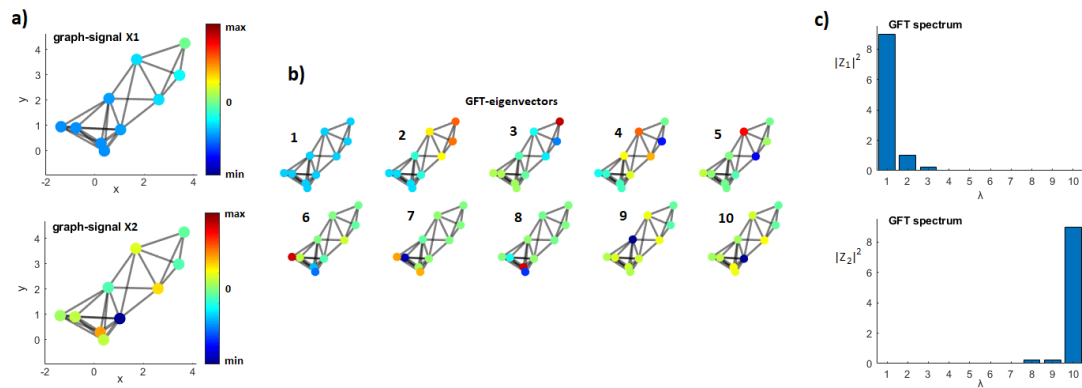 a)
graph-signal X1
y
4
3
2
1
0
-2
0
2
4
x
max
0
min
graph-signal X2
y
4
3
2
1
0
-2
0
2
4
x
max
0
min
b)
GFT-eigenvectors
1
2
3
4
5
6
7
8
9
10
c)
GFT spectrum
|Z₁|²
8
6
4
2
0
1 2 3 4 5 6 7 8 9 10
λ
GFT spectrum
|Z₂|²
8
6
4
2
0
1 2 3 4 5 6 7 8 9 10
λ